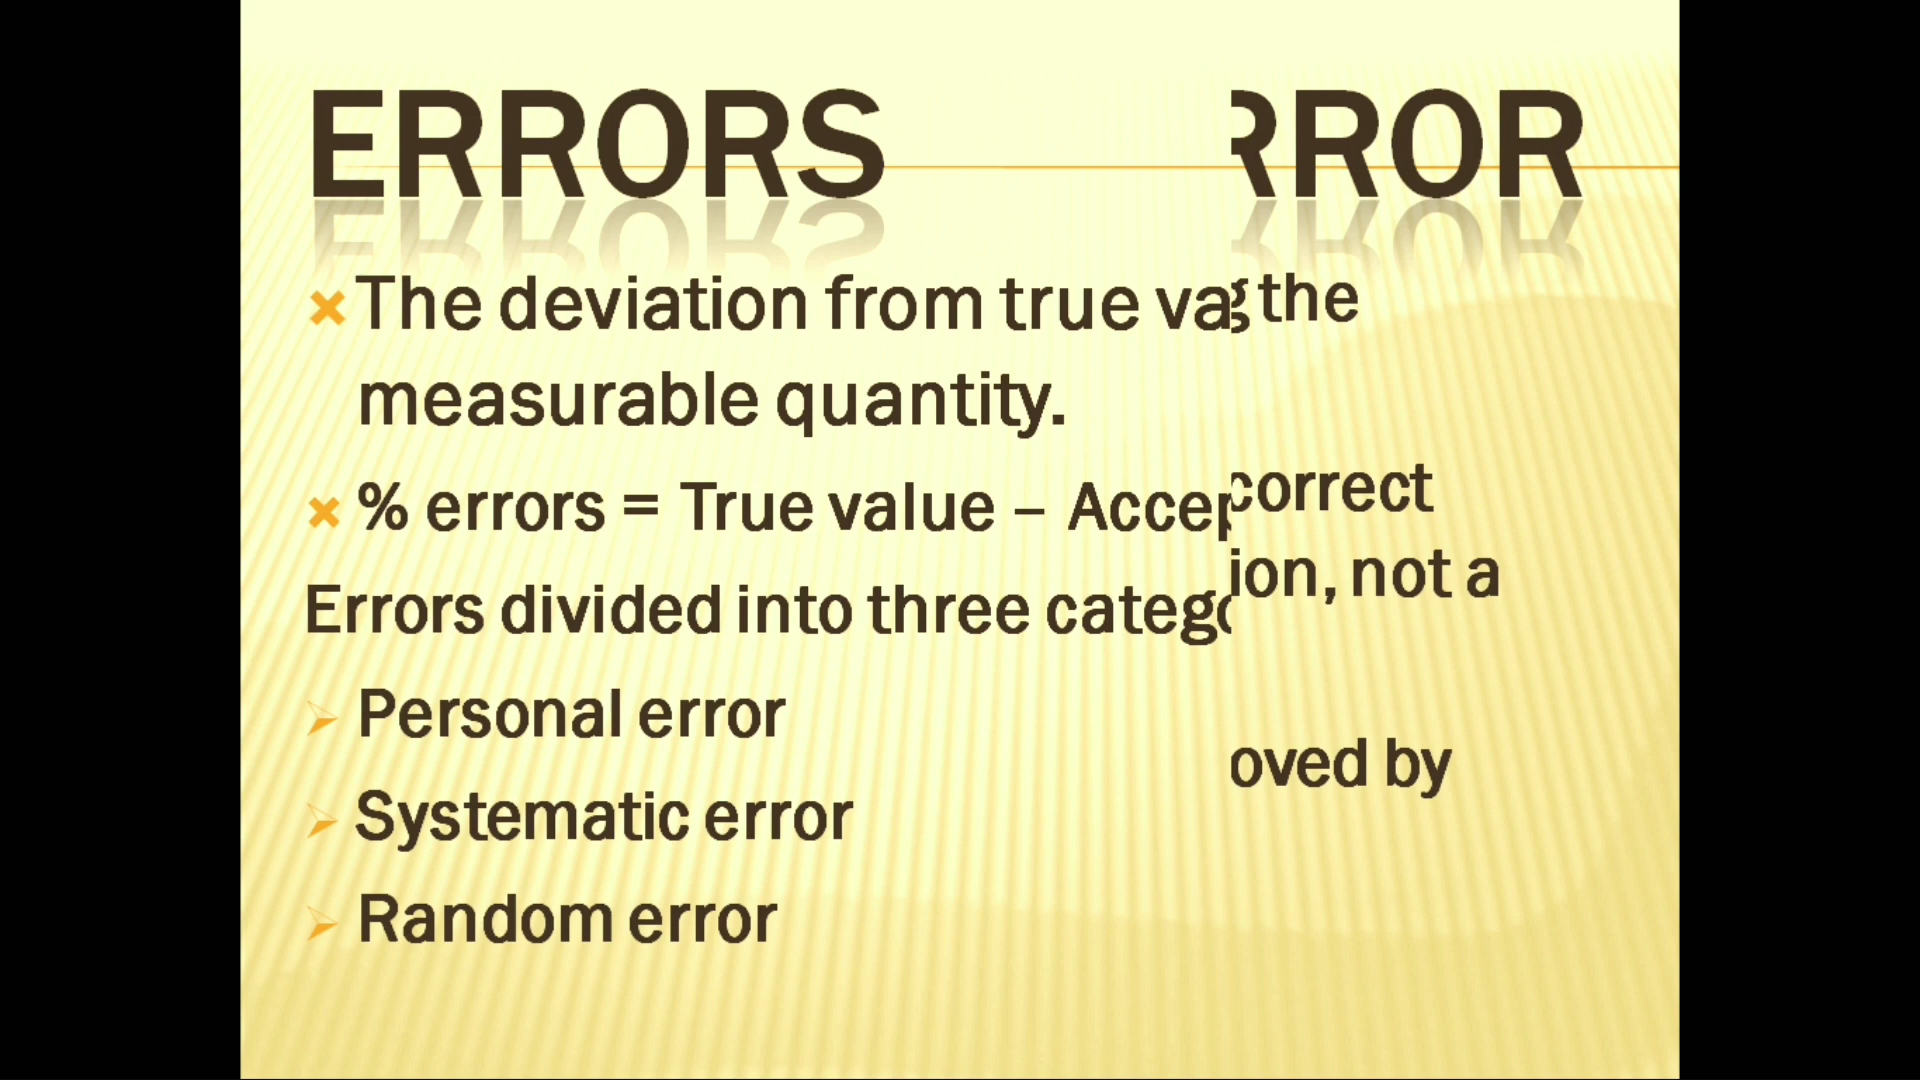 ERRORS RROR
The deviation from true va g the
measurable quantity.
% errors = True value – Accep correct
ion, not a
Errors divided into three catego
Personal error
oved by
Systematic error
Random error